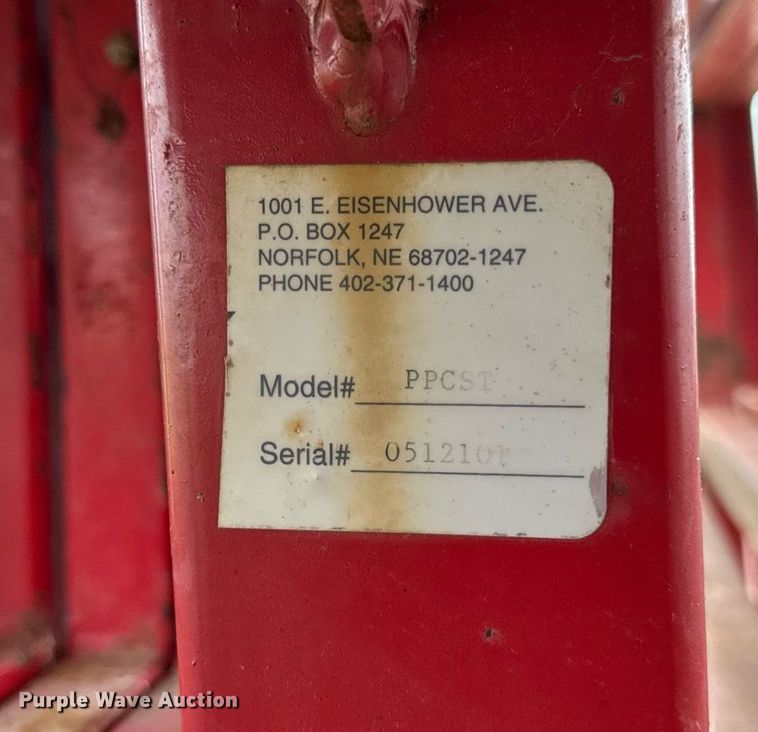 1001 E. EISENHOWER AVE.
P.O. BOX 1247
NORFOLK, NE 68702-1247
PHONE 402-371-1400
Model# PPCST
Serial# 0512101
Purple Wave Auction